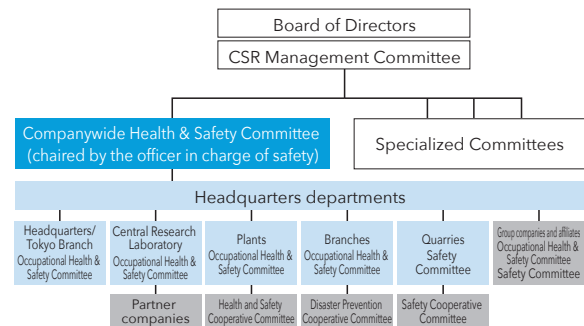 Board of Directors
CSR Management Committee
Companywide Health & Safety Committee
(chaired by the officer in charge of safety)
Specialized Committees
Headquarters departments
Headquarters/
Tokyo Branch
Occupational Health &
Safety Committee
Central Research
Laboratory
Occupational Health &
Safety Committee
Plants
Occupational Health &
Safety Committee
Branches
Occupational Health &
Safety Committee
Quarries
Safety
Committee
Group companies and affiliates
Occupational Health &
Safety Committee
Safety Committee
Partner
companies
Health and Safety
Cooperative Committee
Disaster Prevention
Cooperative Committee
Safety Cooperative
Committee